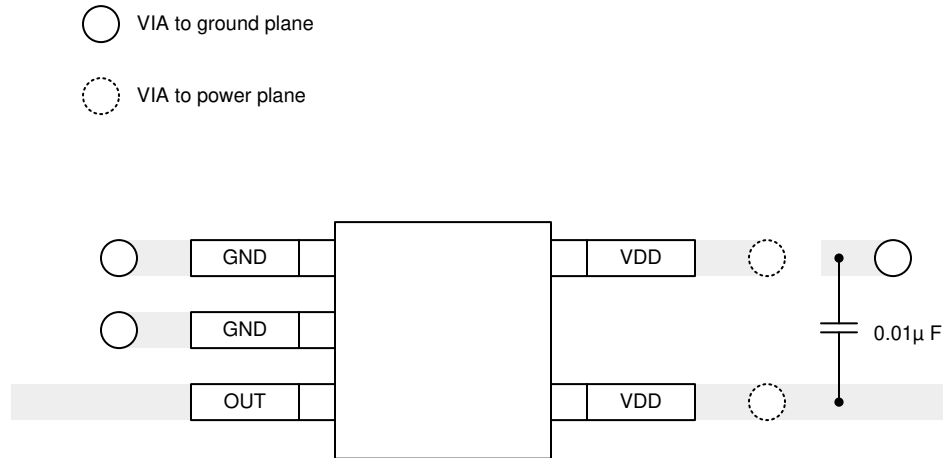 VIA to ground plane
VIA to power plane
GND VDD
GND
0.01µ F
OUT VDD